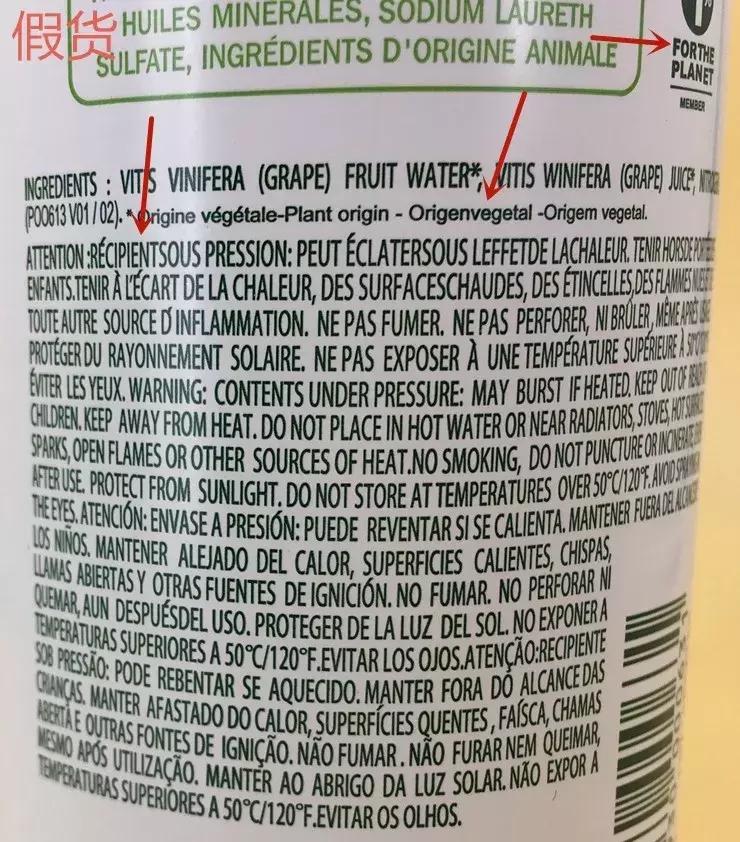 假货
HUILES MINÉRALES, SODIUM LAURETH
SULFATE, INGRÉDIENTS D'ORIGINE ANIMALE
%
FOR THE
PLANET
MEMBER
INGREDIENTS : VITIS VINIFERA (GRAPE) FRUIT WATER*, VITIS WINIFERA (GRAPE) JUICE*,
(POO613 V01 / 02). * Origine végétale-Plant origin - Origenvegetal -Origem vegetal.
ATTENTION :RÉCIPIENTSOUS PRESSION: PEUT ÉCLATERSOUS LEFFETDE LACHALEUR. TENIR HORSDE
ENFANTS.TENIR À L'ÉCART DE LA CHALEUR, DES SURFACESCHAUDES, DES ÉTINCELLES,DES FLAMMES
TOUTE AUTRE SOURCE D'INFLAMMATION. NE PAS FUMER. NE PAS PERFORER, NI BRÛLER, MÊME APRÈS
PROTÉGER DU RAYONNEMENT SOLAIRE. NE PAS EXPOSER À UNE TEMPÉRATURE SUPÉRIEURE À
ÉVITER LES YEUX. WARNING: CONTENTS UNDER PRESSURE: MAY BURST IF HEATED. KEEP OUT OF
CHILDREN. KEEP AWAY FROM HEAT. DO NOT PLACE IN HOT WATER OR NEAR RADIATORS, STOVES, HOT
SPARKS, OPEN FLAMES OR OTHER SOURCES OF HEAT.NO SMOKING, DO NOT PUNCTURE OR INCINERATE,
AFTER USE. PROTECT FROM SUNLIGHT. DO NOT STORE AT TEMPERATURES OVER 50°C/120°F. AVOID
THE EYES. ATENCIÓN: ENVASE A PRESIÓN: PUEDE REVENTAR SI SE CALIENTA. MANTENER FUERA DEL
LOS NIÑOS. MANTENER ALEJADO DEL CALOR, SUPERFICIES CALIENTES, CHISPAS,
LLAMAS ABIERTAS Y OTRAS FUENTES DE IGNICIÓN. NO FUMAR. NO PERFORAR NI
QUEMAR, AUN DESPUÉSDEL USO. PROTEGER DE LA LUZ DEL SOL. NO EXPONER A
TEMPERATURAS SUPERIORES A 50°C/120°F.EVITAR LOS OJOS.ATENÇÃO:RECIPIENTE
SOB PRESSÃO: PODE REBENTAR SE AQUECIDO. MANTER FORA DO ALCANCE DAS
CRIANÇAS. MANTER AFASTADO DO CALOR, SUPERFÍCIES QUENTES, FAÍSCA, CHAMAS
ABERTA E OUTRAS FONTES DE IGNIÇÃO. NÃO FUMAR. NÃO FURAR NEM QUEIMAR,
MESMO APÓS UTILIZAÇÃO. MANTER AO ABRIGO DA LUZ SOLAR. NÃO EXPOR A
TEMPERATURAS SUPERIORES A 50°C/120°F.EVITAR OS OLHOS.